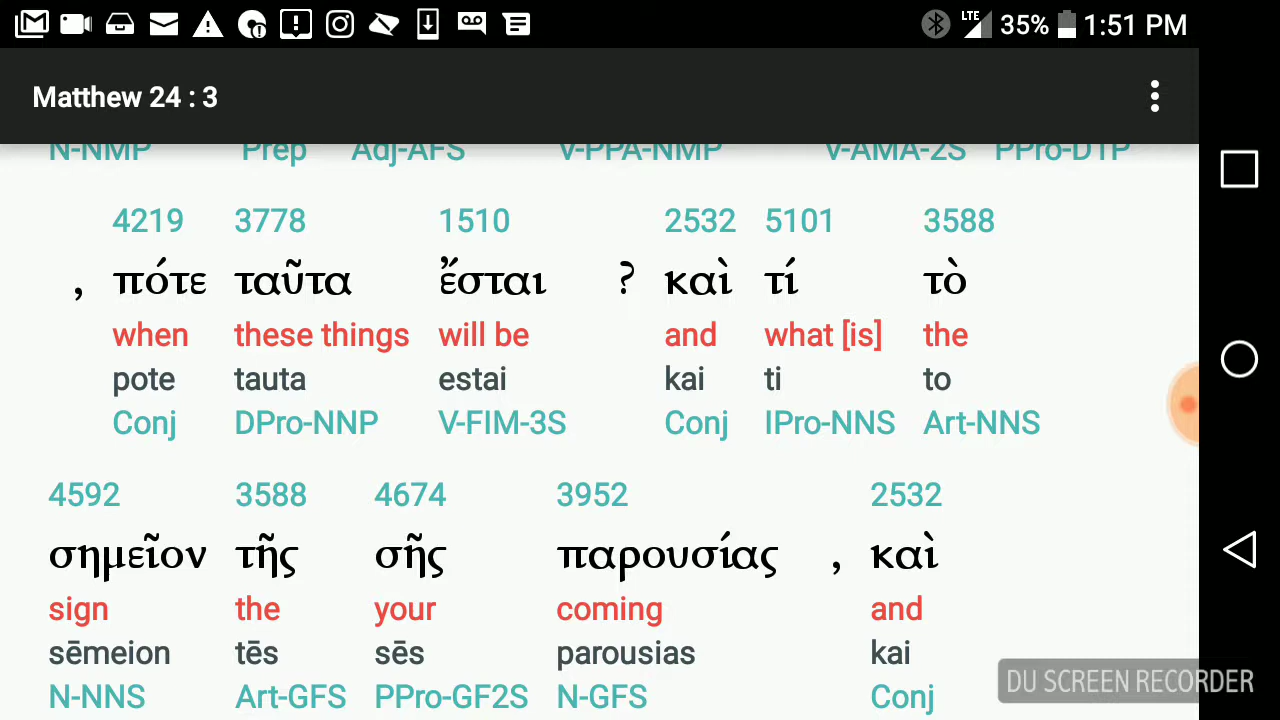 35% 1:51 PM
LTE
Matthew 24 : 3
N-NMP Prep Adj-AFS V-PPA-NMP V-AMA-2S PPro-D1P
4219 3778 1510 2532 5101 3588
, πότε ταῦτα ἔσται ? καὶ τί τὸ
when these things will be and what [is] the
pote tauta estai kai ti to
Conj DPro-NNP V-FIM-3S Conj IPro-NNS Art-NNS
4592 3588 4674 3952 2532
σημεῖον τῆς σῆς παρουσίας , καὶ
sign the your coming and
sēmeion tēs sēs parousias kai
N-NNS Art-GFS PPro-GF2S N-GFS Conj
DU SCREEN RECORDER